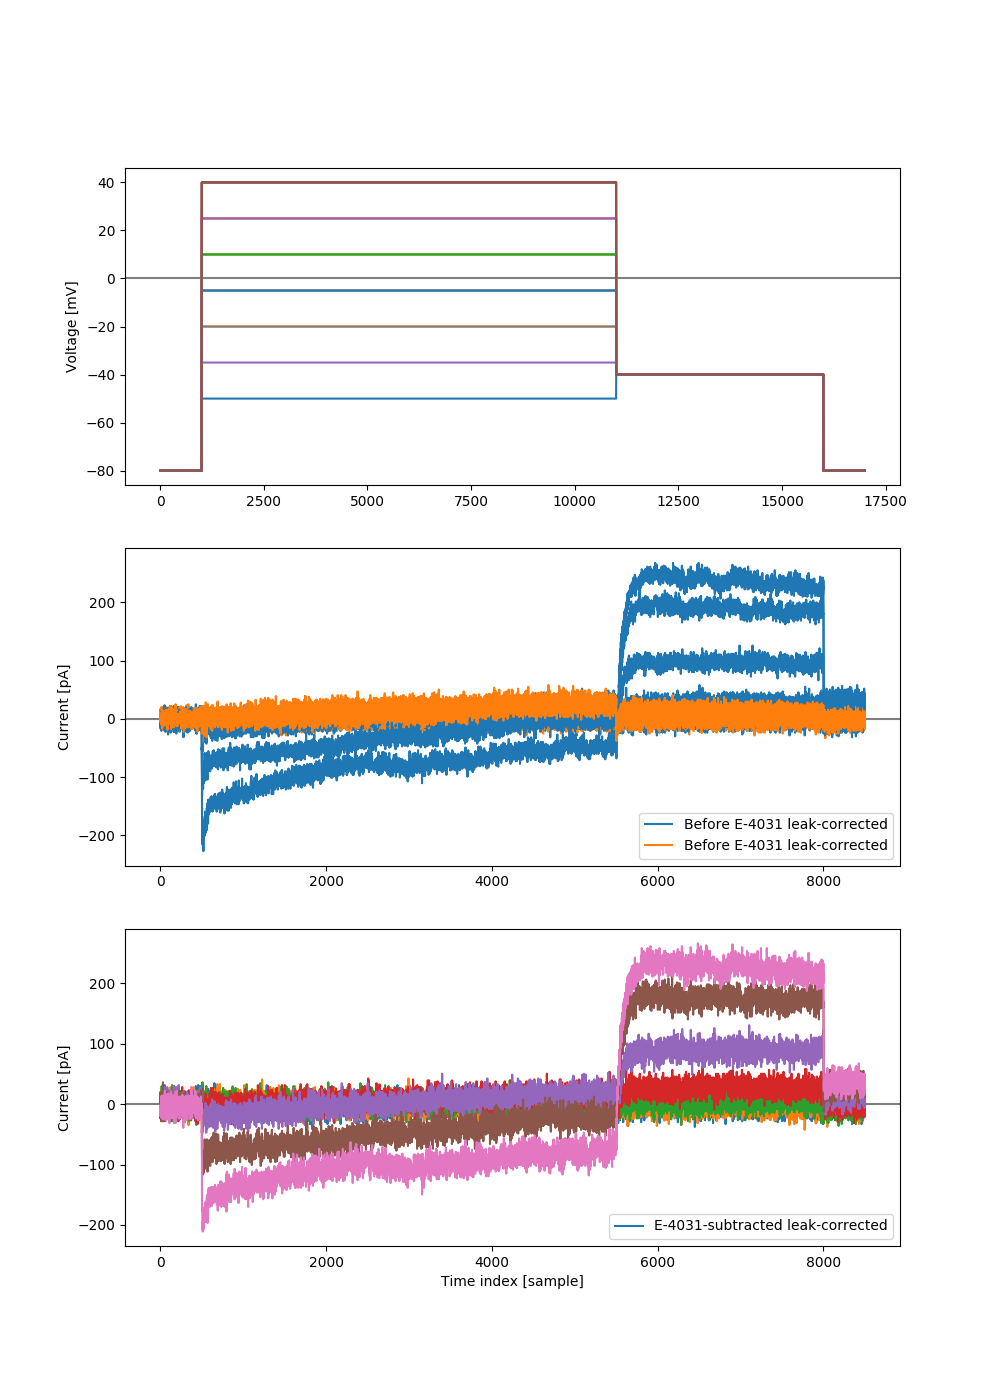 40
20
0
−20
−40
−60
−80
Voltage [mV]
0 2500 5000 7500 10000 12500 15000 17500
200
100
0
−100
−200
Current [pA]
Before E-4031 leak-corrected
Before E-4031 leak-corrected
0 2000 4000 6000 8000
200
100
0
−100
−200
Current [pA]
E-4031-subtracted leak-corrected
0 2000 4000 6000 8000
Time index [sample]